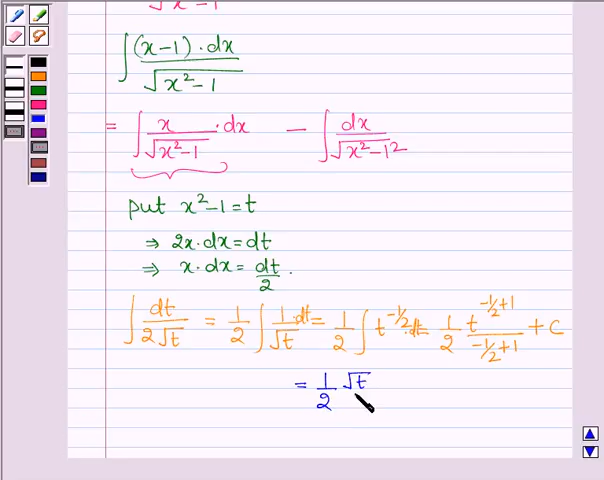 √x²-1
∫ (x-1)·dx / √x²-1
= ∫ x / √x²-1 ·dx - ∫ dx / √x²-1²
put x²-1=t
⇒ 2x·dx=dt
⇒ x·dx=dt/2.
∫ dt / 2√t = 1/2 ∫ 1/√t dt = 1/2 ∫ t^-1/2 ·dt = 1/2 t^-1/2+1 / -1/2+1 + C
= 1/2 √t